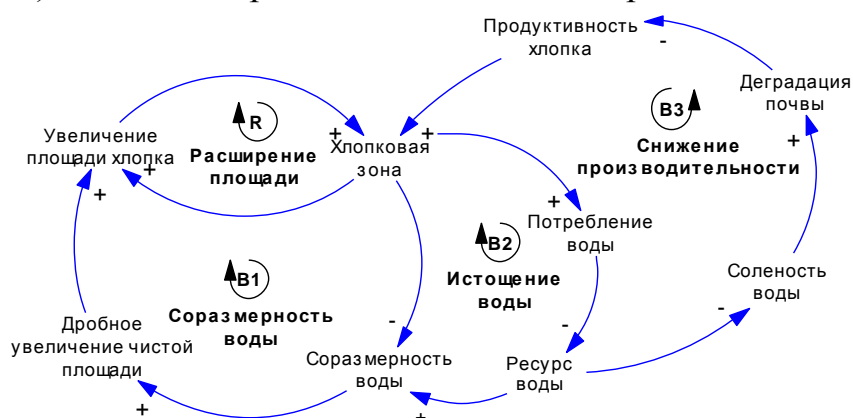 Продуктивность
хлопка
-
Деградация
почвы
+
B3
Снижение
производительности
R
Расширение
площади
Увеличение
площади хлопка
+
+
+
Хлопковая
зона
+
+
Потребление
воды
B2
Истощение
воды
B1
Соразмерность
воды
Соленость
воды
-
-
-
Дробное
увеличение чистой
площади
+
Соразмерность
воды
+
Ресурс
воды